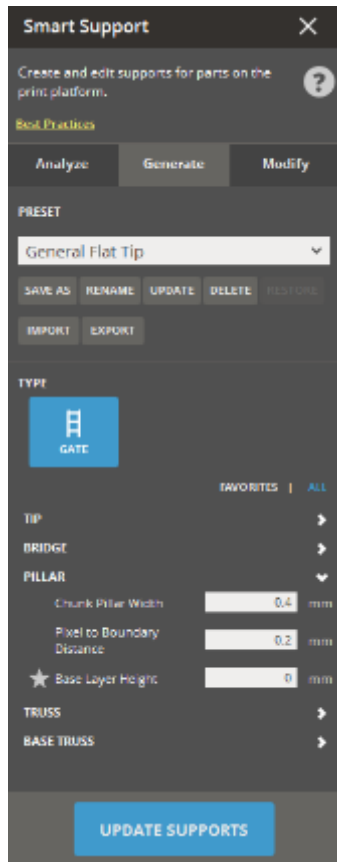 Smart Support
Create and edit supports for parts on the
print platform.
?
Best Practices
Analyze Generate Modify
PRESET
General Flat Tip
SAVE AS RENAME UPDATE DELETE RESTORE
IMPORT EXPORT
TYPE
GATE
FAVORITES | ALL
TIP
BRIDGE
PILLAR
Chunk Pillar Width 0.4 mm
Pixel to Boundary
Distance 0.2 mm
Base Layer Height 0 mm
TRUSS
BASE TRUSS
UPDATE SUPPORTS